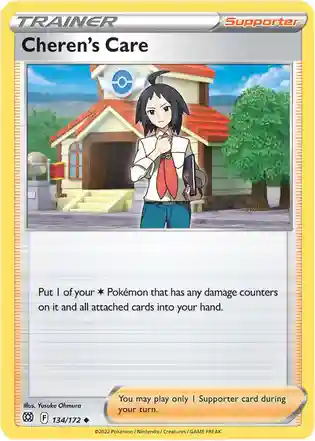 TRAINER Supporter
Cheren's Care
Put 1 of your Pokémon that has any damage counters
on it and all attached cards into your hand.
Illus. Yusuke Ohmura
F 134/172
You may play only 1 Supporter card during
your turn.
©2022 Pokémon / Nintendo / Creatures / GAME FREAK